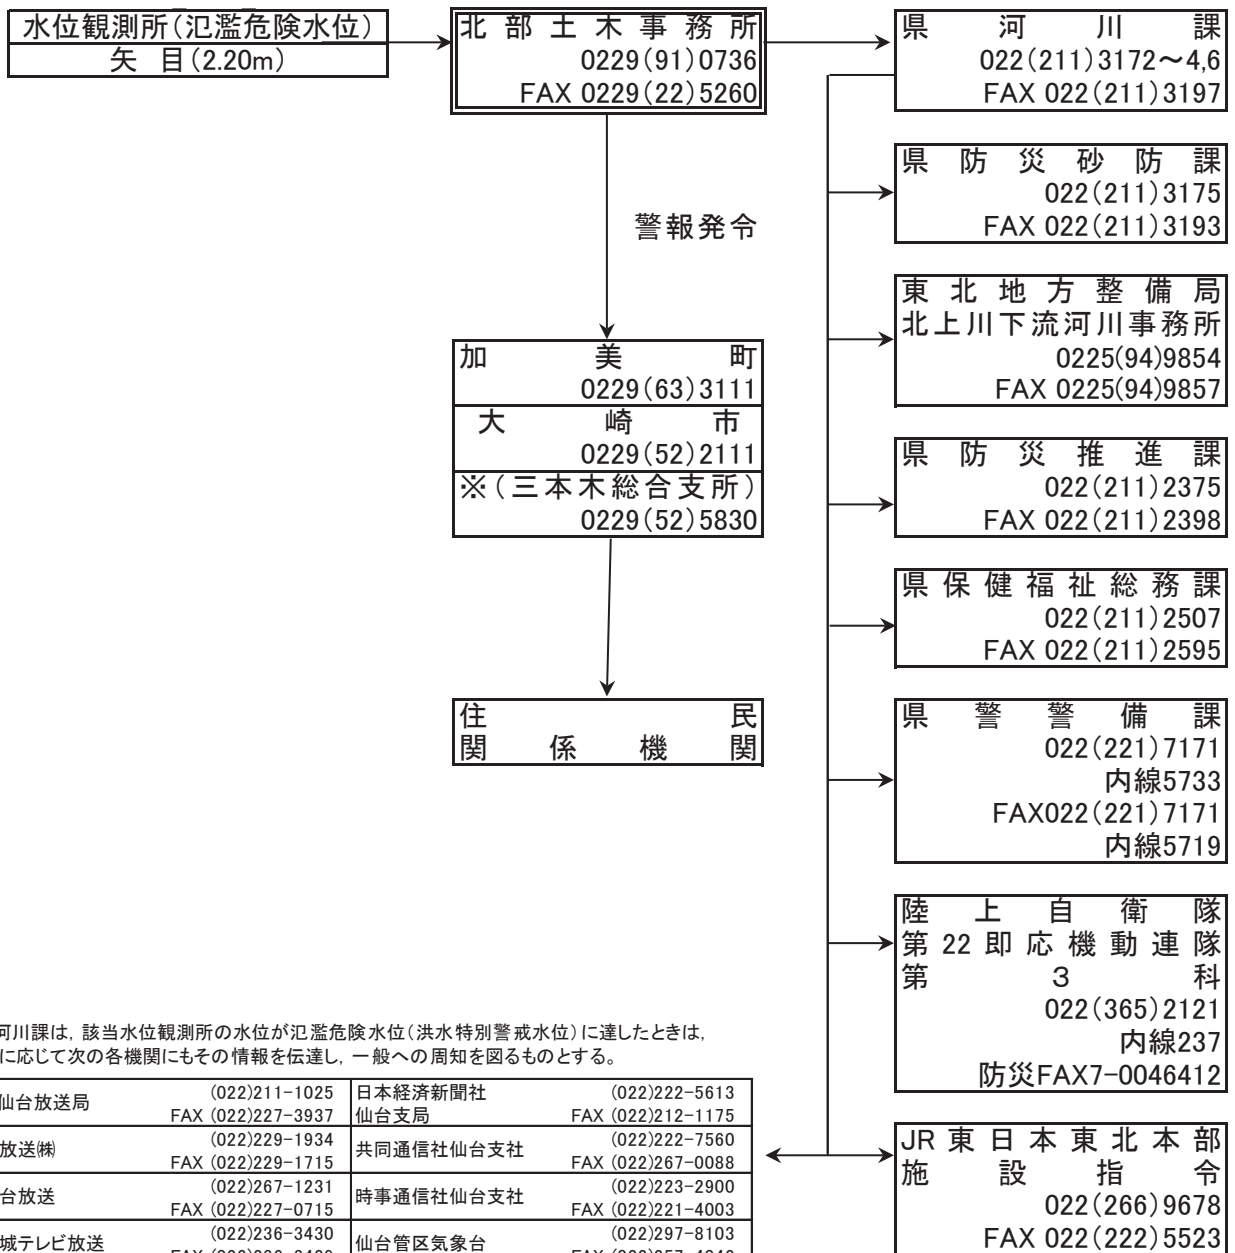 水位観測所(氾濫危険水位)
矢　目(2.20m)
北部土木事務所
0229(91)0736
FAX 0229(22)5260
警報発令
加美町
0229(63)3111
大崎市
0229(52)2111
※(三本木総合支所)
0229(52)5830
住民
関係機関
県河川課
022(211)3172～4,6
FAX 022(211)3197
県防災砂防課
022(211)3175
FAX 022(211)3193
東北地方整備局
北上川下流河川事務所
0225(94)9854
FAX 0225(94)9857
県防災推進課
022(211)2375
FAX 022(211)2398
県保健福祉総務課
022(211)2507
FAX 022(211)2595
県警警備課
022(221)7171
内線5733
FAX022(221)7171
内線5719
陸上自衛隊
第22即応機動連隊
第３科
022(365)2121
内線237
防災FAX7-0046412
JR東日本東北本部
施設指令
022(266)9678
FAX 022(222)5523
河川課は，該当水位観測所の水位が氾濫危険水位(洪水特別警戒水位)に達したときは，
に応じて次の各機関にもその情報を伝達し，一般への周知を図るものとする。
仙台放送局 (022)211-1025
FAX (022)227-3937
日本経済新聞社 (022)222-5613
仙台支局 FAX (022)212-1175
放送㈱ (022)229-1934
FAX (022)229-1715
共同通信社仙台支社 (022)222-7560
FAX (022)267-0088
台放送 (022)267-1231
FAX (022)227-0715
時事通信社仙台支社 (022)223-2900
FAX (022)221-4003
城テレビ放送 (022)236-3430
仙台管区気象台 (022)297-8103